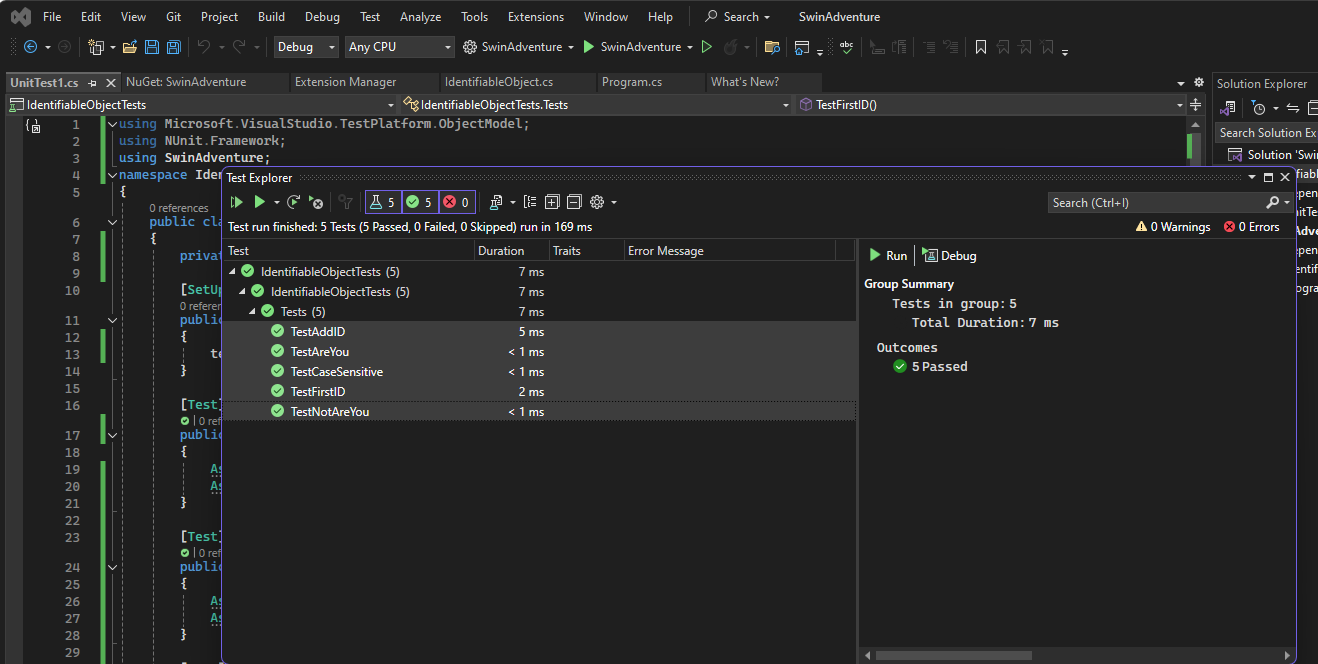 File Edit View Git Project Build Debug Test Analyze Tools Extensions Window Help Search SwinAdventure
Debug Any CPU SwinAdventure SwinAdventure abc
UnitTest1.cs NuGet: SwinAdventure Extension Manager IdentifiableObject.cs Program.cs What's New? Solution Explorer
IdentifiableObjectTests IdentifiableObjectTests.Tests TestFirstID()
1 using Microsoft.VisualStudio.TestPlatform.ObjectModel;
2 using NUnit.Framework; Search Solution Ex
3 using SwinAdventure; Solution 'Swi
4 namespace Iden
Test Explorer
5 {
0 references
6 public cla
7 {
8 privat
9
10 [SetUp
0 referen
11 public
12 {
13 te
14 }
15
16 [Test]
0 ref
17 public
18 {
19 As
20 As
21 }
22
23 [Test]
0 ref
24 public
25 {
26 As
27 As
28 }
29
5 5 0 Search (Ctrl+I)
Test run finished: 5 Tests (5 Passed, 0 Failed, 0 Skipped) run in 169 ms 0 Warnings 0 Errors
Test Duration Traits Error Message
IdentifiableObjectTests (5) 7 ms
IdentifiableObjectTests (5) 7 ms
Tests (5) 7 ms
TestAddID 5 ms
TestAreYou < 1 ms
TestCaseSensitive < 1 ms
TestFirstID 2 ms
TestNotAreYou < 1 ms
Run Debug
Group Summary
Tests in group: 5
Total Duration: 7 ms
Outcomes
5 Passed